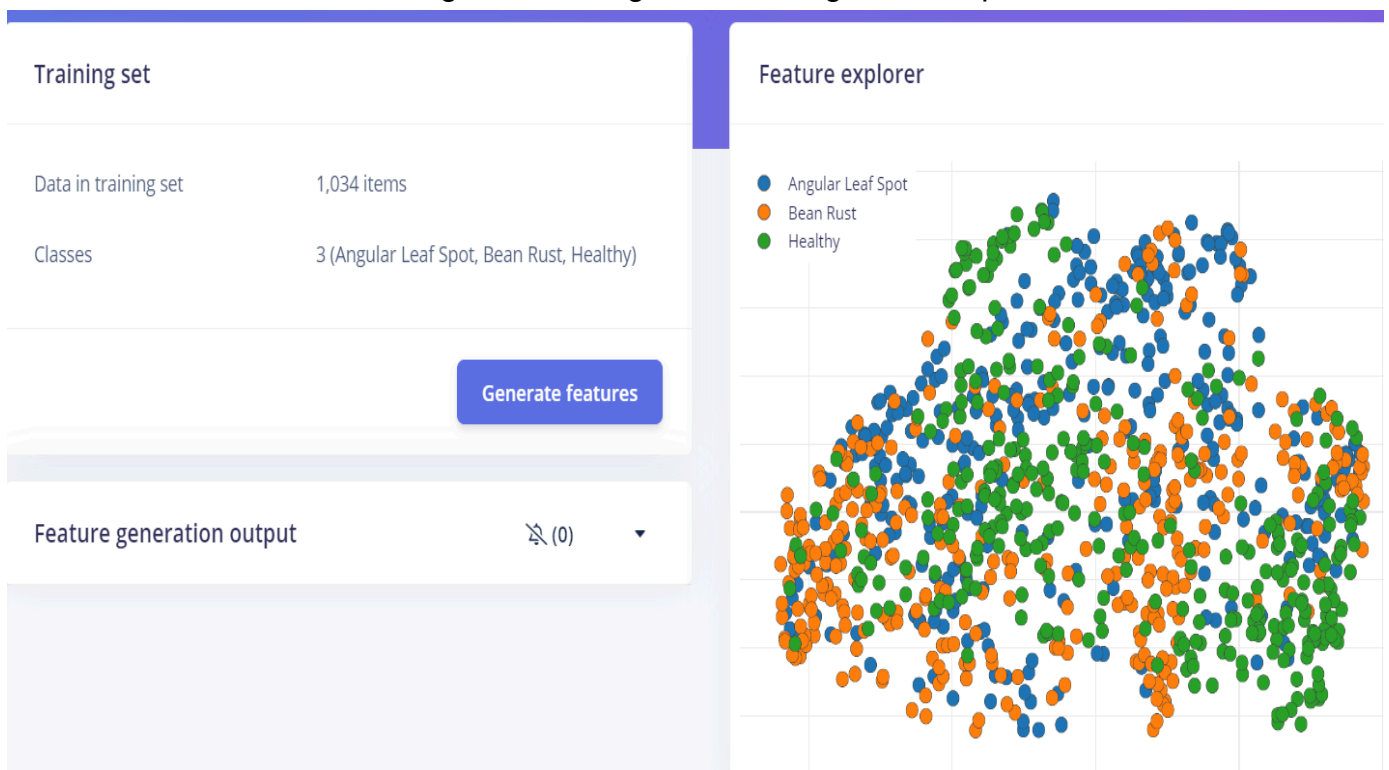 Training set
Data in training set 1,034 items
Classes 3 (Angular Leaf Spot, Bean Rust, Healthy)
Generate features
Feature generation output (0)
Feature explorer
Angular Leaf Spot
Bean Rust
Healthy